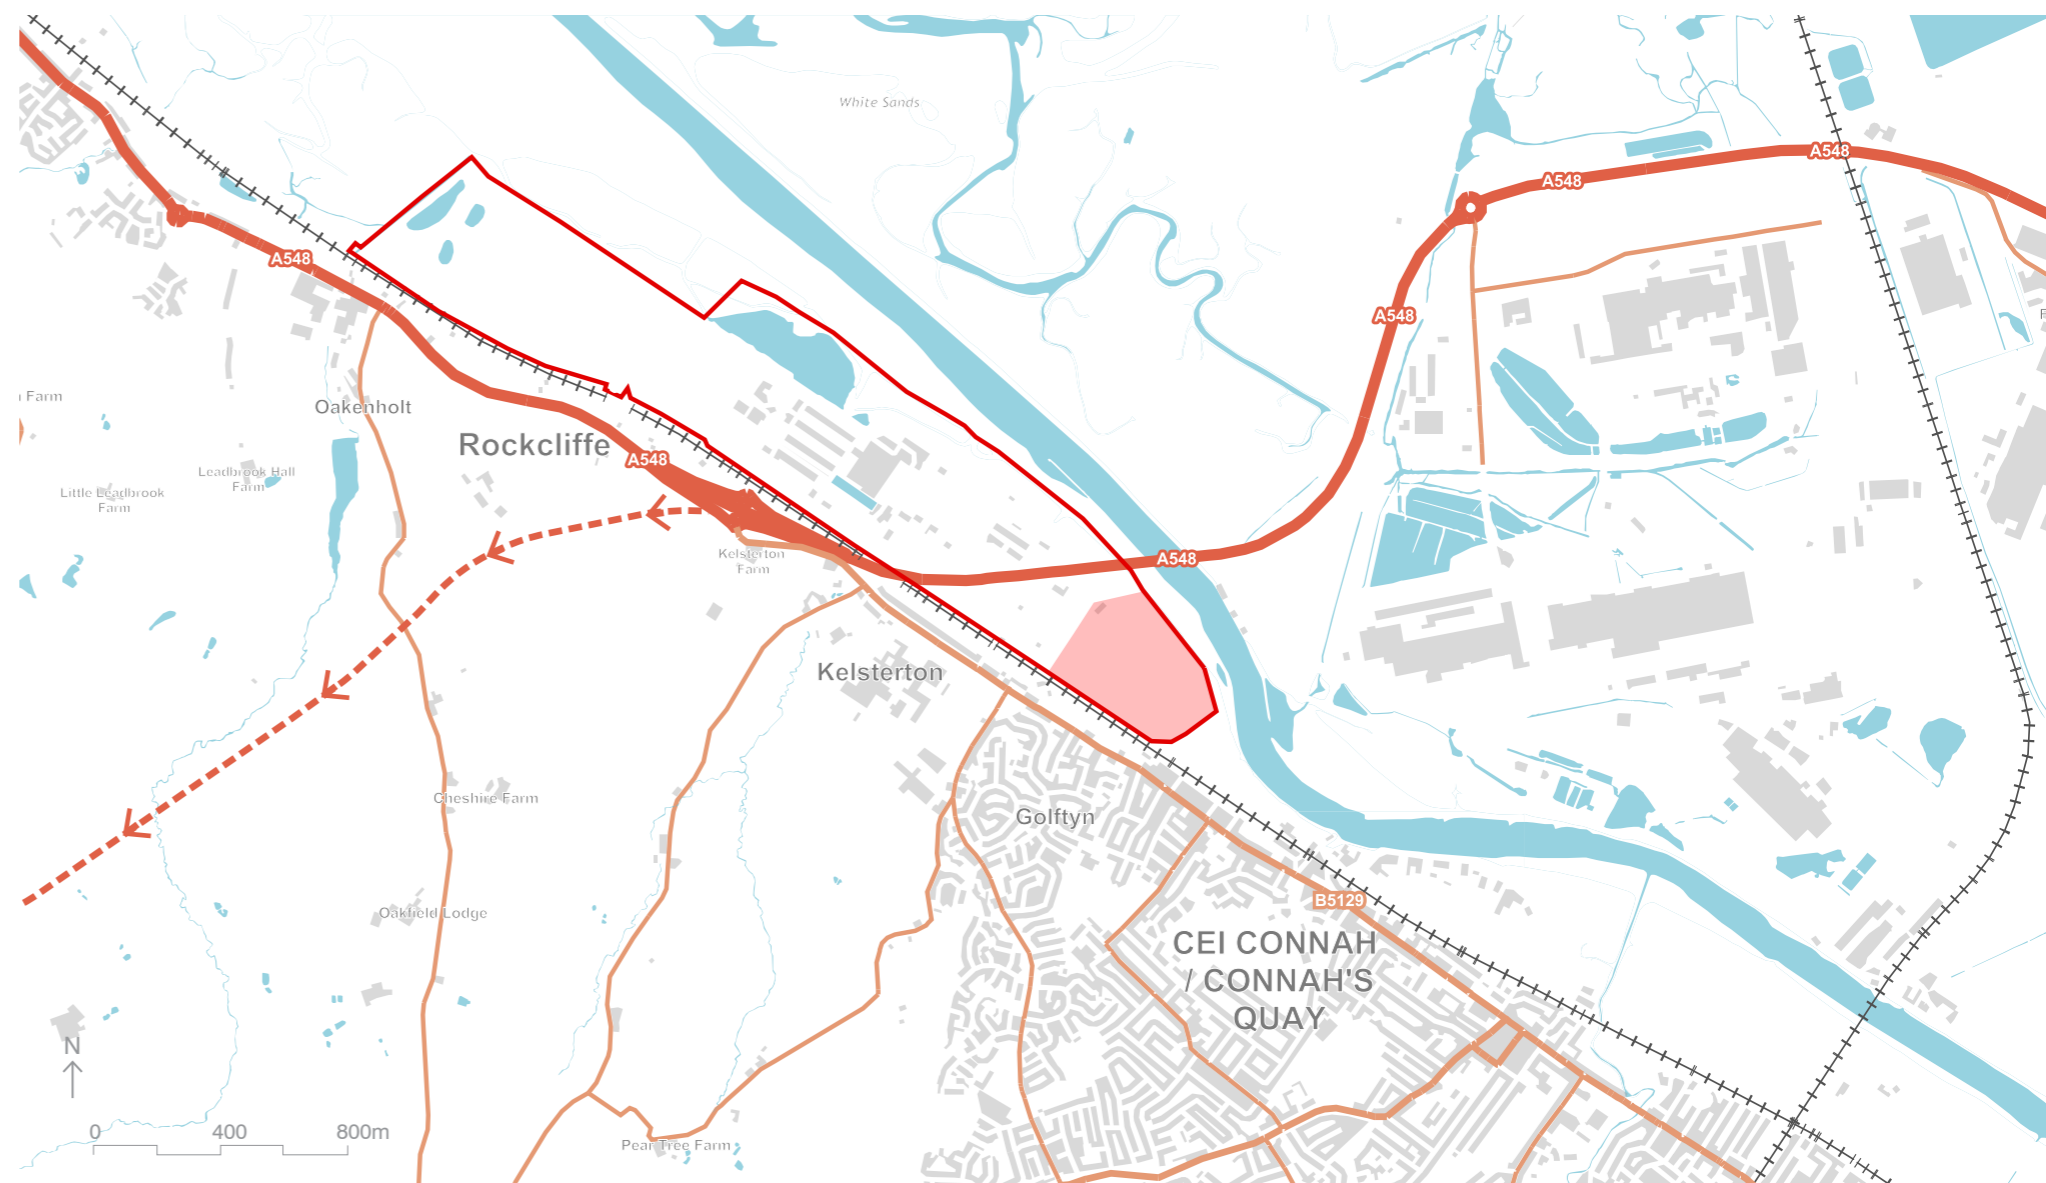 White Sands
A548
A548
A548
A548
Farm
Oakenholt
Rockcliffe
A548
Leadbrook Hall
Farm
Little Leadbrook
Farm
Kelsterton
Farm
A548
Kelsterton
Cheshire Farm
Golftyn
B5129
Oakfield Lodge
CEI CONNAH
/ CONNAH'S
QUAY
N
0 400 800m
Pear Tree Farm